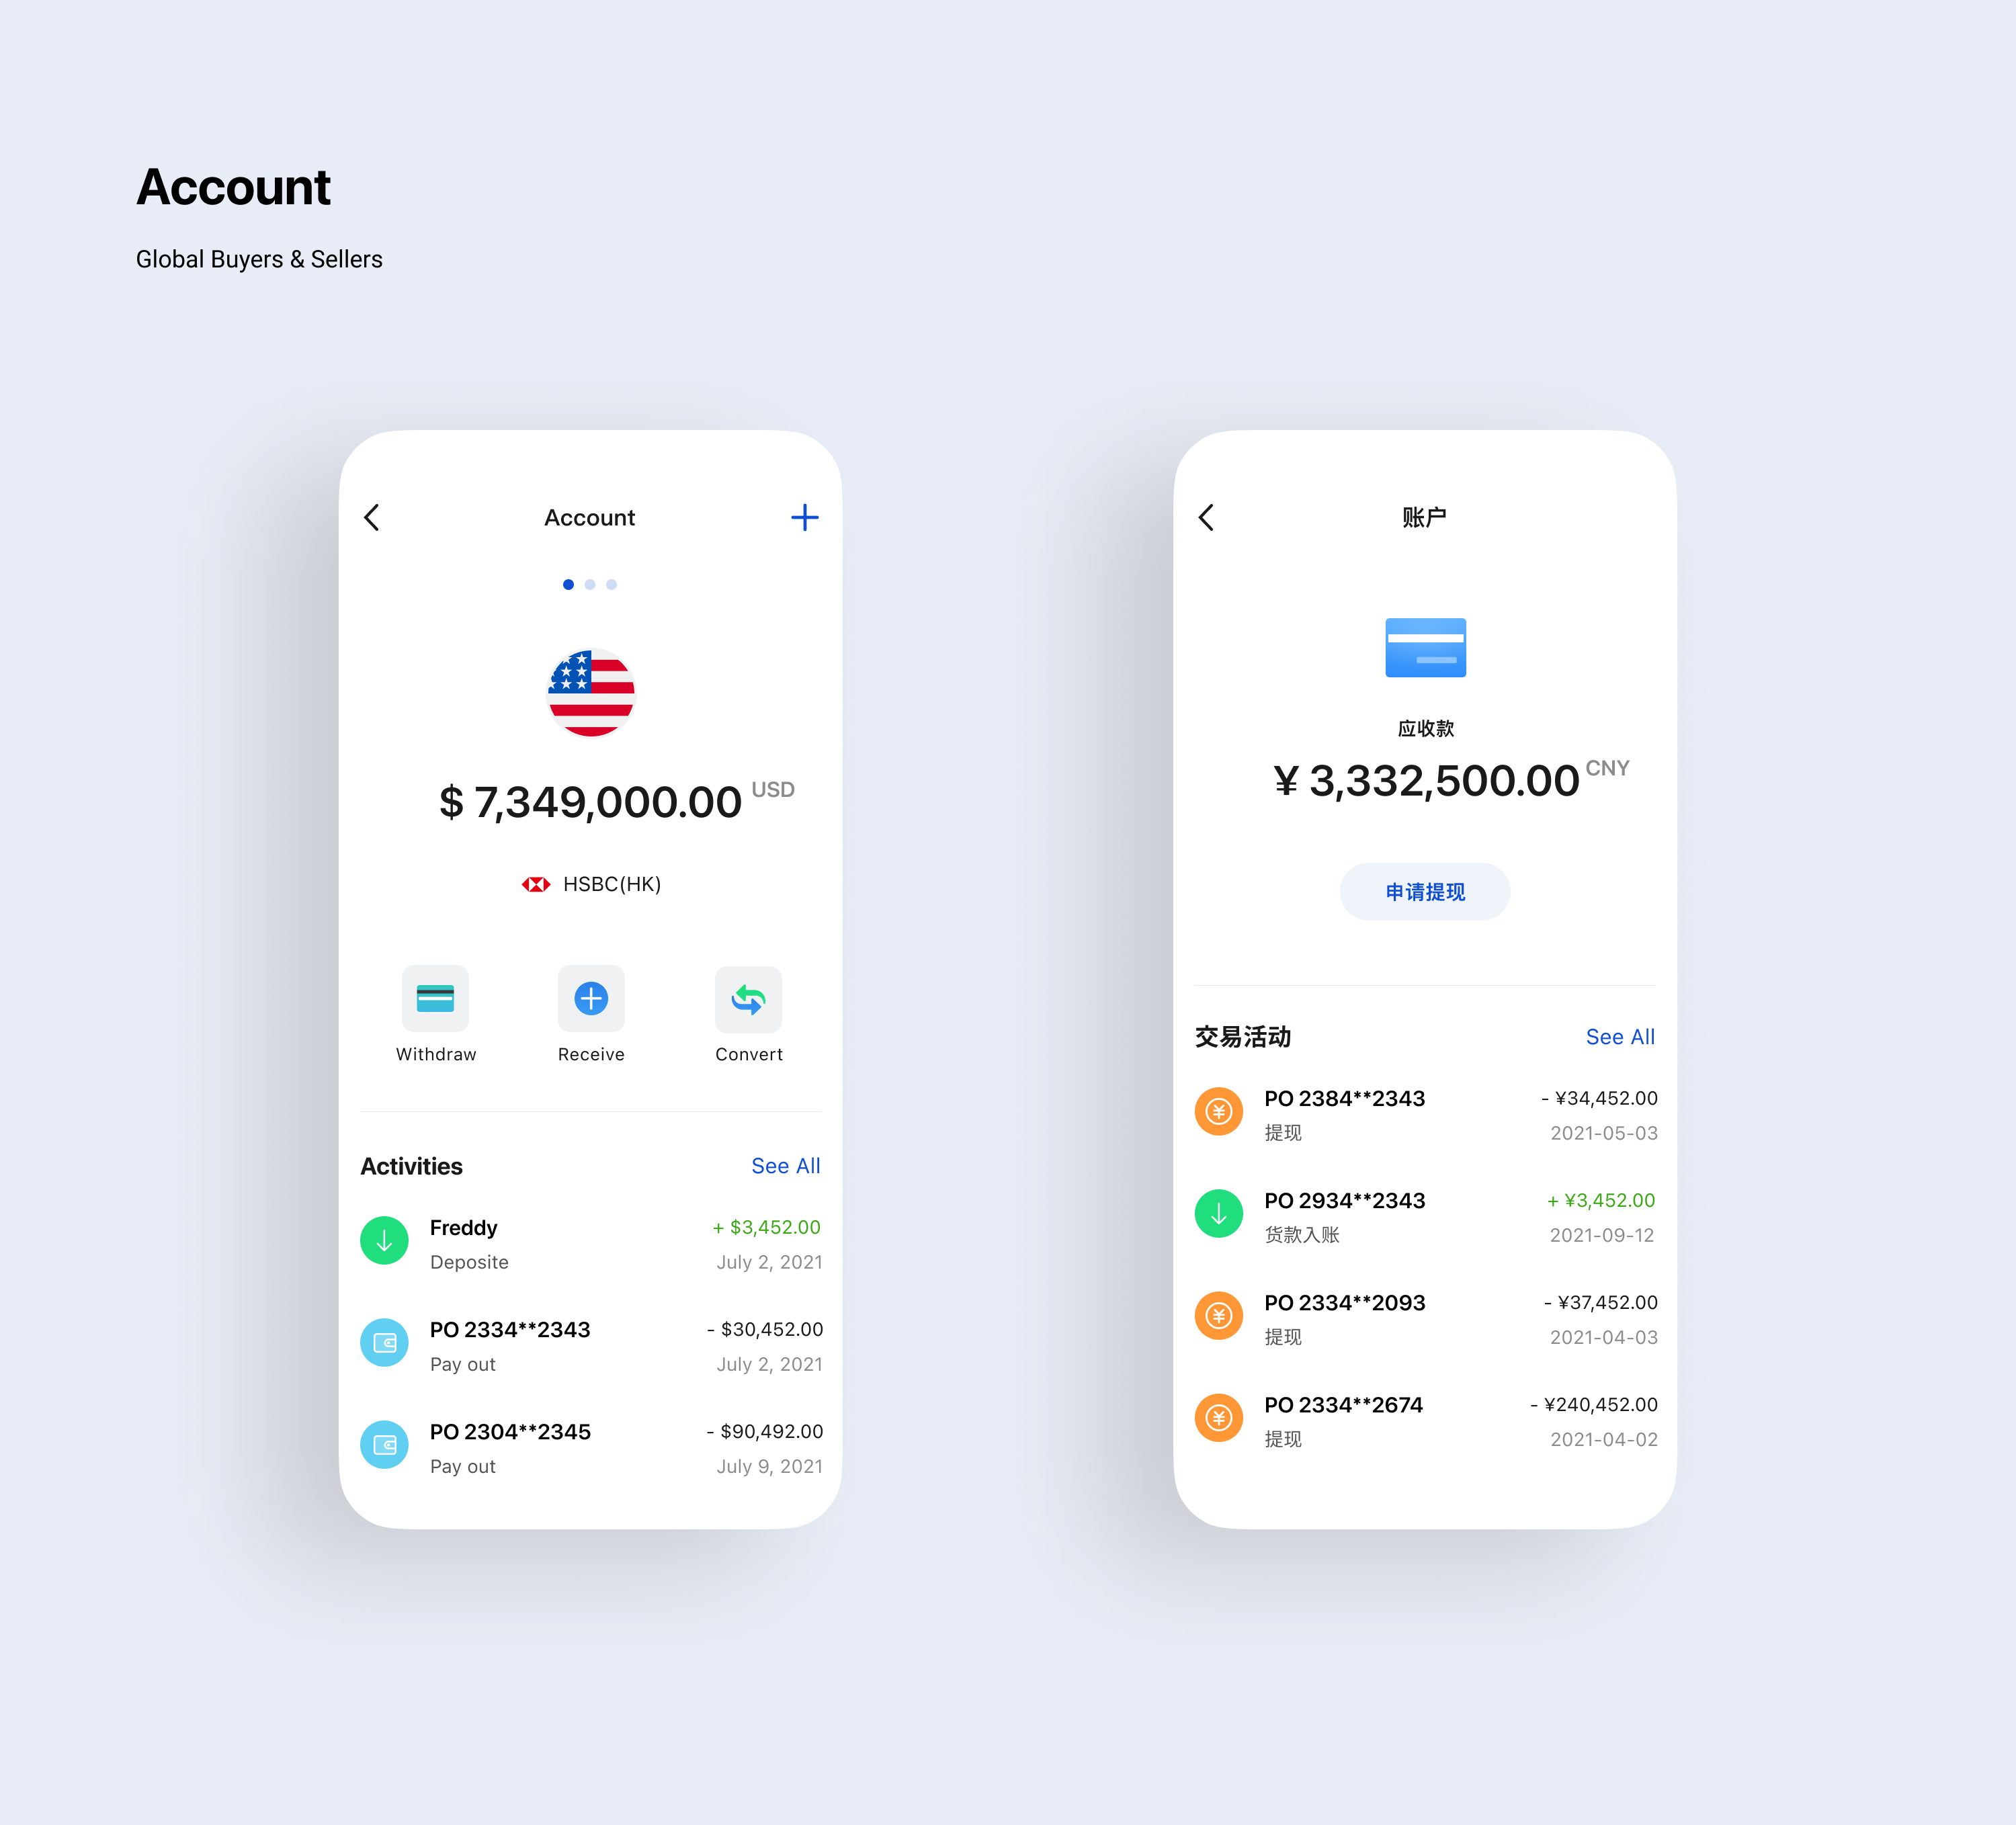 Account
Global Buyers & Sellers
Account
$ 7,349,000.00 USD
HSBC(HK)
Withdraw Receive Convert
Activities See All
Freddy + $3,452.00
Deposite July 2, 2021
PO 2334**2343 - $30,452.00
Pay out July 2, 2021
PO 2304**2345 - $90,492.00
Pay out July 9, 2021
账户
应收款
¥ 3,332,500.00 CNY
申请提现
交易活动 See All
PO 2384**2343 - ¥34,452.00
提现 2021-05-03
PO 2934**2343 + ¥3,452.00
货款入账 2021-09-12
PO 2334**2093 - ¥37,452.00
提现 2021-04-03
PO 2334**2674 - ¥240,452.00
提现 2021-04-02